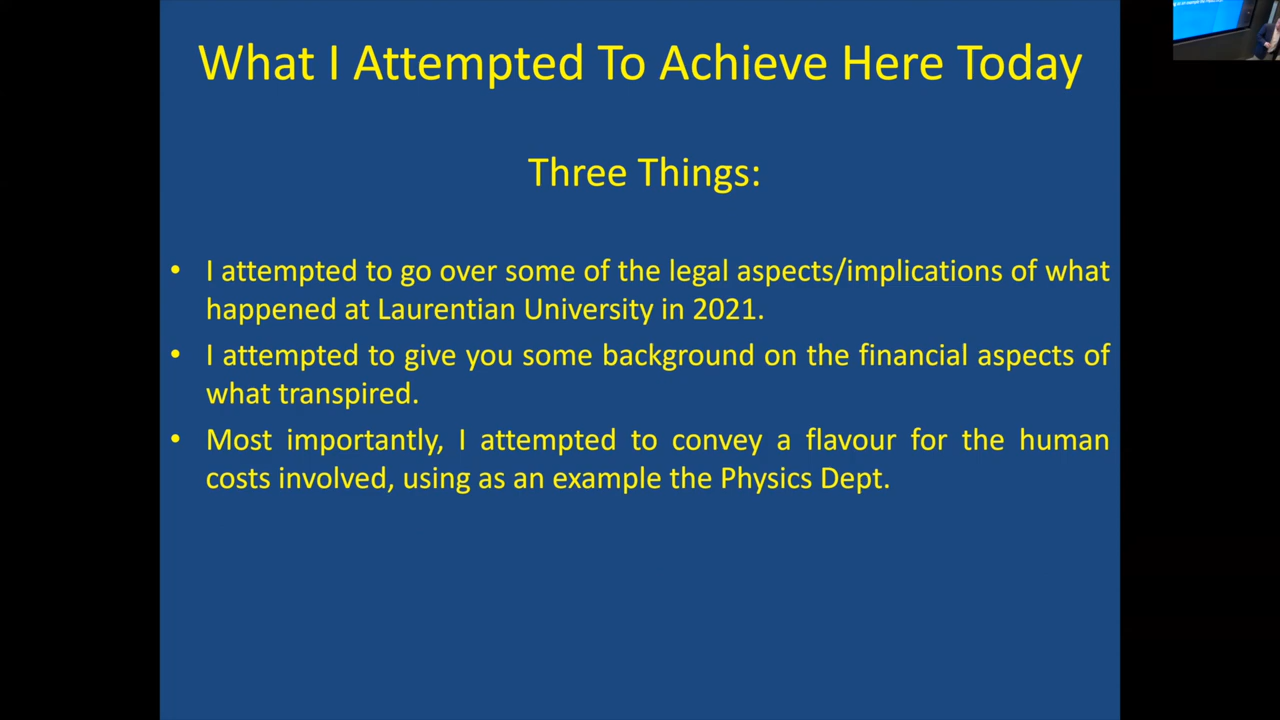 What I Attempted To Achieve Here Today
Three Things:
• I attempted to go over some of the legal aspects/implications of what
happened at Laurentian University in 2021.
• I attempted to give you some background on the financial aspects of
what transpired.
• Most importantly, I attempted to convey a flavour for the human
costs involved, using as an example the Physics Dept.